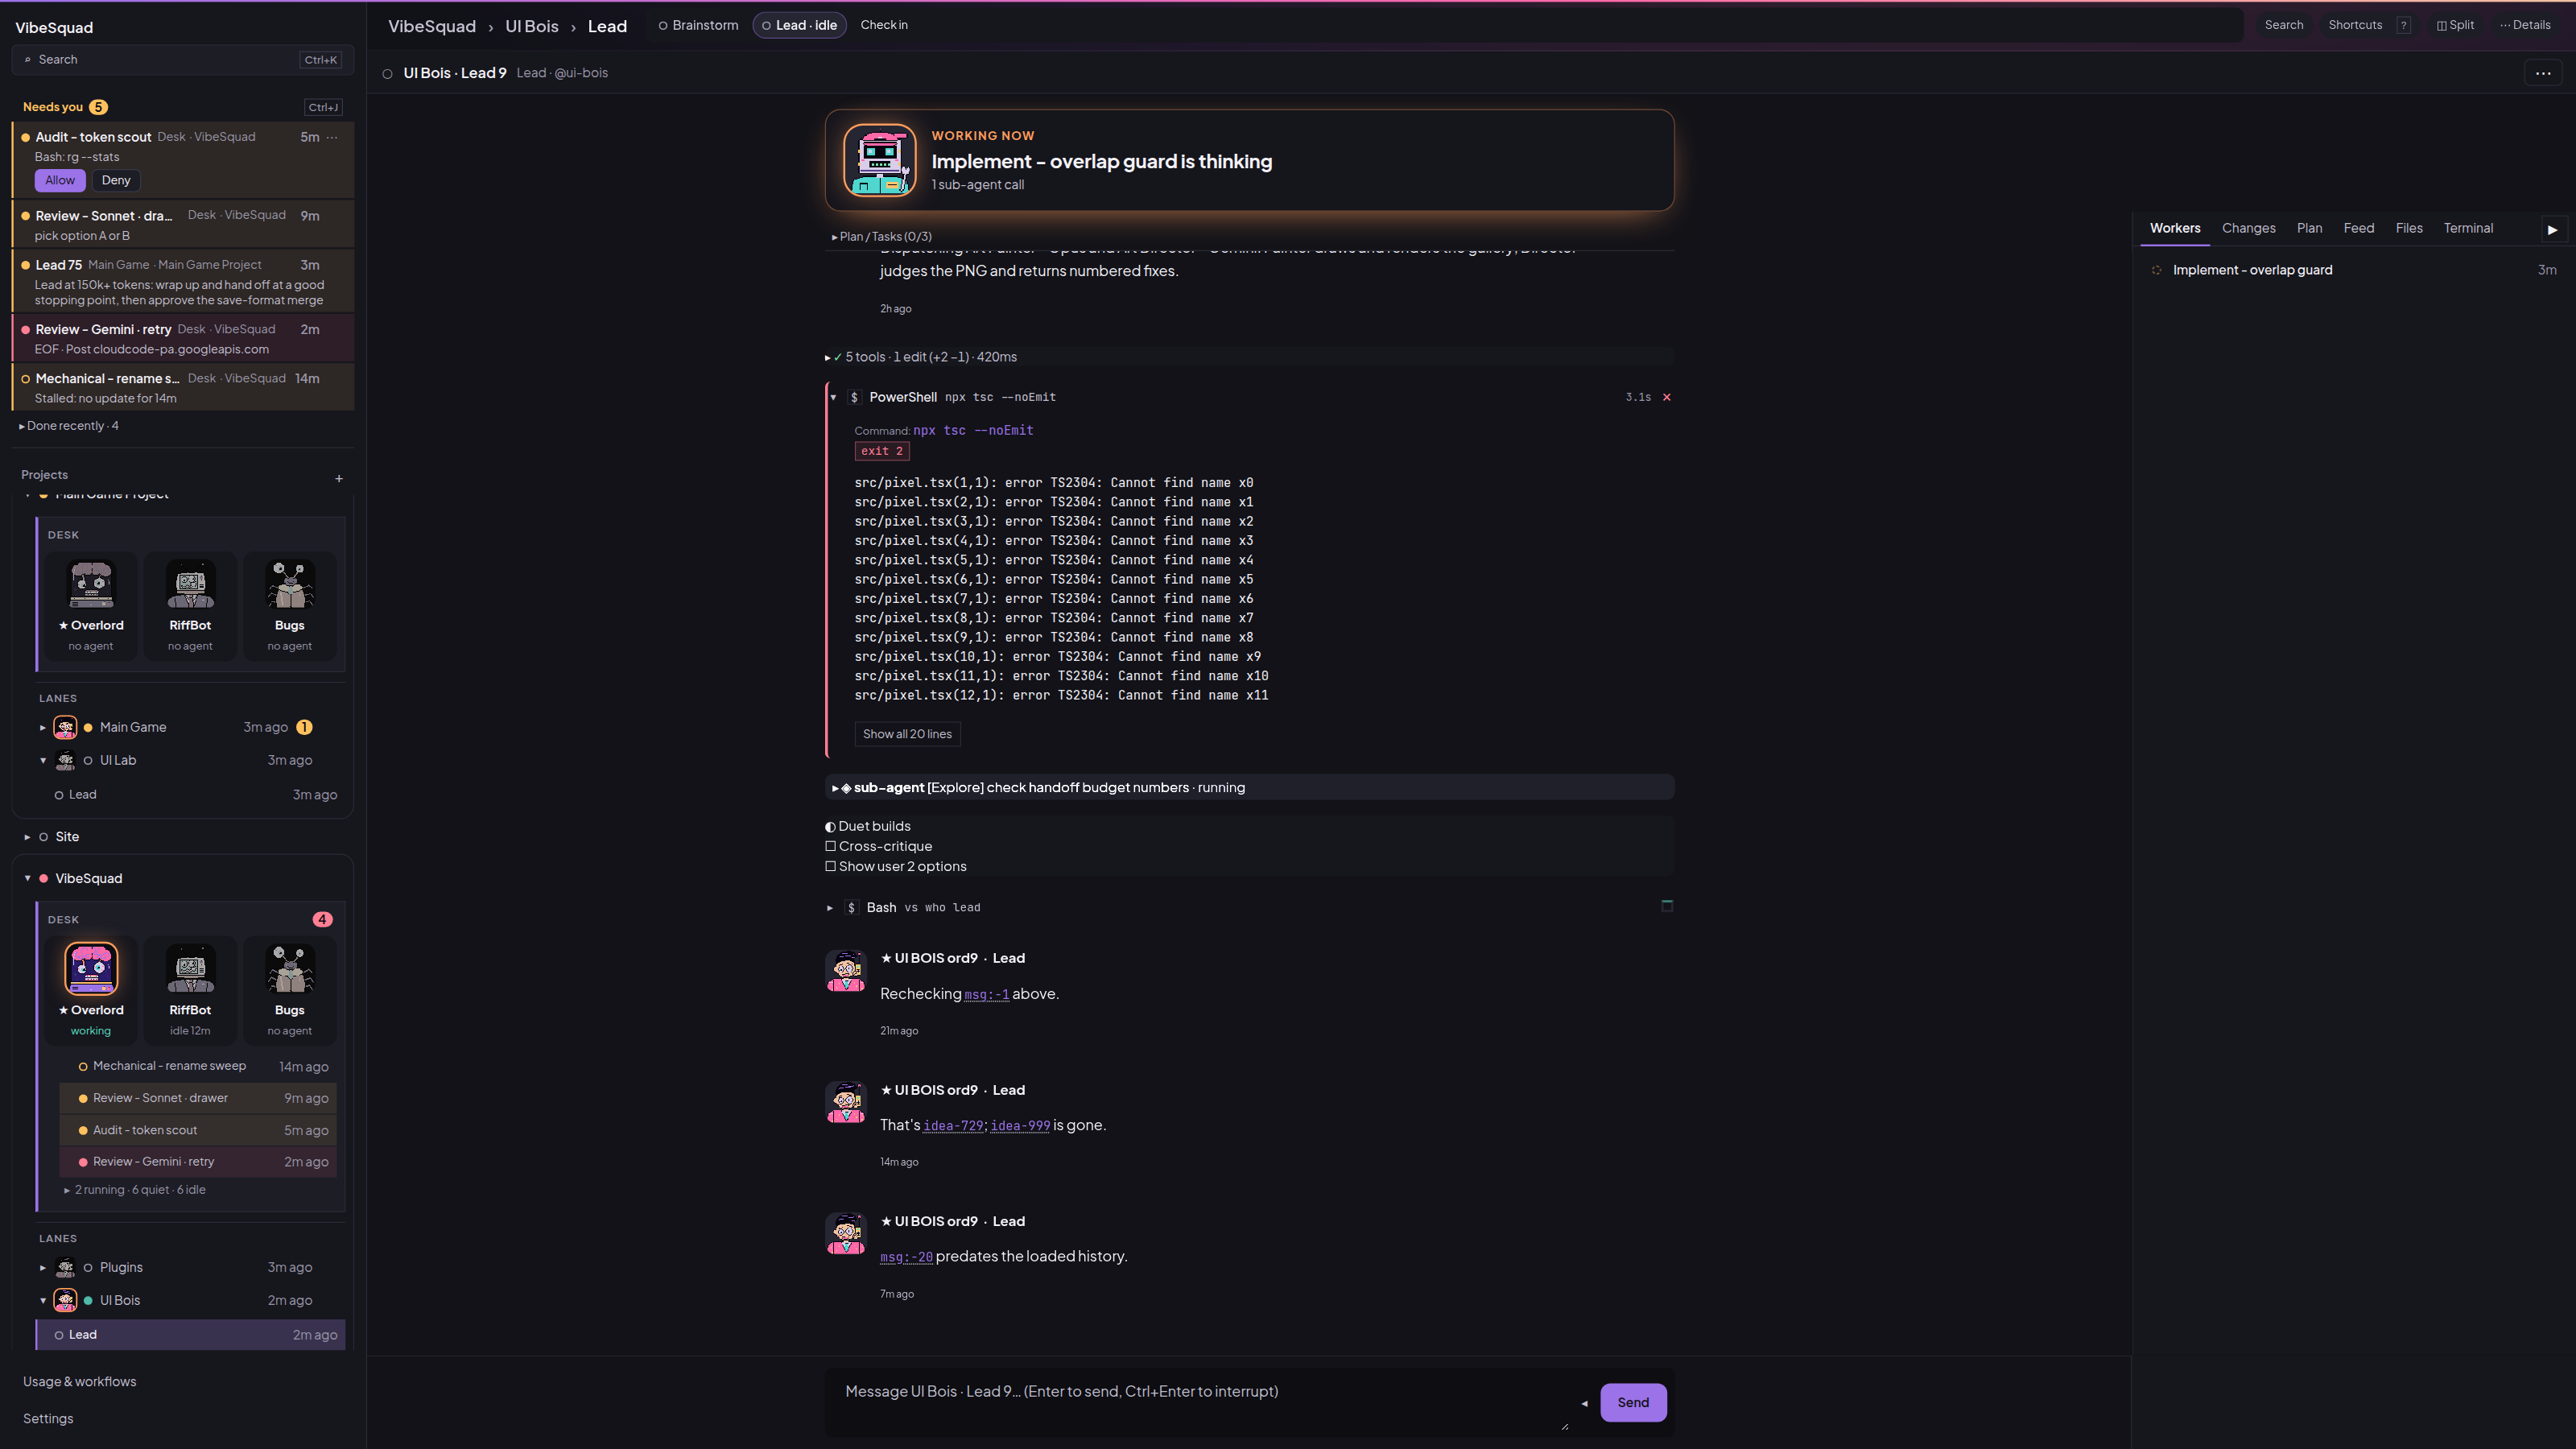 VibeSquad
Search Ctrl+K
Needs you 5 Ctrl+J
Audit - token scout Desk · VibeSquad 5m ···
Bash: rg --stats
Allow Deny
Review - Sonnet · dra... Desk · VibeSquad 9m
pick option A or B
Lead 75 Main Game · Main Game Project 3m
Lead at 150k+ tokens: wrap up and hand off at a good
stopping point, then approve the save-format merge
Review - Gemini · retry Desk · VibeSquad 2m
EOF · Post cloudcode-pa.googleapis.com
Mechanical - rename s... Desk · VibeSquad 14m
Stalled: no update for 14m
▸ Done recently · 4
Projects +
Main Game Project
DESK
★ Overlord RiffBot Bugs
no agent no agent no agent
LANES
▸ Main Game 3m ago 1
▾ UI Lab 3m ago
Lead 3m ago
▸ Site
▾ VibeSquad
DESK 4
★ Overlord RiffBot Bugs
working idle 12m no agent
Mechanical - rename sweep 14m ago
Review - Sonnet · drawer 9m ago
Audit - token scout 5m ago
Review - Gemini · retry 2m ago
▸ 2 running · 6 quiet · 6 idle
LANES
▸ Plugins 3m ago
▾ UI Bois 2m ago
Lead 2m ago
Usage & workflows
Settings
VibeSquad › UI Bois › Lead Brainstorm Lead · idle Check in Search Shortcuts ? Split ··· Details
UI Bois · Lead 9 Lead · @ui-bois ···
WORKING NOW
Implement - overlap guard is thinking
1 sub-agent call
▸ Plan / Tasks (0/3)
judges the PNG and returns numbered fixes.
2h ago
▸ ✓ 5 tools · 1 edit (+2 −1) · 420ms
▾ $ PowerShell npx tsc --noEmit 3.1s ×
Command: npx tsc --noEmit
exit 2
src/pixel.tsx(1,1): error TS2304: Cannot find name x0
src/pixel.tsx(2,1): error TS2304: Cannot find name x1
src/pixel.tsx(3,1): error TS2304: Cannot find name x2
src/pixel.tsx(4,1): error TS2304: Cannot find name x3
src/pixel.tsx(5,1): error TS2304: Cannot find name x4
src/pixel.tsx(6,1): error TS2304: Cannot find name x5
src/pixel.tsx(7,1): error TS2304: Cannot find name x6
src/pixel.tsx(8,1): error TS2304: Cannot find name x7
src/pixel.tsx(9,1): error TS2304: Cannot find name x8
src/pixel.tsx(10,1): error TS2304: Cannot find name x9
src/pixel.tsx(11,1): error TS2304: Cannot find name x10
src/pixel.tsx(12,1): error TS2304: Cannot find name x11
Show all 20 lines
▸ ◈ sub-agent [Explore] check handoff budget numbers · running
◐ Duet builds
☐ Cross-critique
☐ Show user 2 options
▸ $ Bash vs who lead
★ UI BOIS ord9 · Lead
Rechecking msg:-1 above.
21m ago
★ UI BOIS ord9 · Lead
That's idea-729; idea-999 is gone.
14m ago
★ UI BOIS ord9 · Lead
msg:-20 predates the loaded history.
7m ago
Message UI Bois · Lead 9... (Enter to send, Ctrl+Enter to interrupt) Send
Workers Changes Plan Feed Files Terminal
Implement - overlap guard 3m